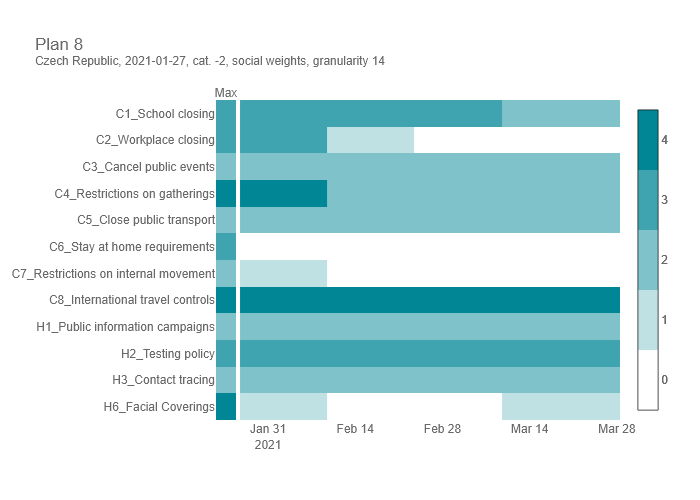 Plan 8
Czech Republic, 2021-01-27, cat. -2, social weights, granularity 14
Max
C1_School closing
C2_Workplace closing
C3_Cancel public events
C4_Restrictions on gatherings
C5_Close public transport
C6_Stay at home requirements
C7_Restrictions on internal movement
C8_International travel controls
H1_Public information campaigns
H2_Testing policy
H3_Contact tracing
H6_Facial Coverings
4
3
2
1
0
Jan 31 Feb 14 Feb 28 Mar 14 Mar 28
2021